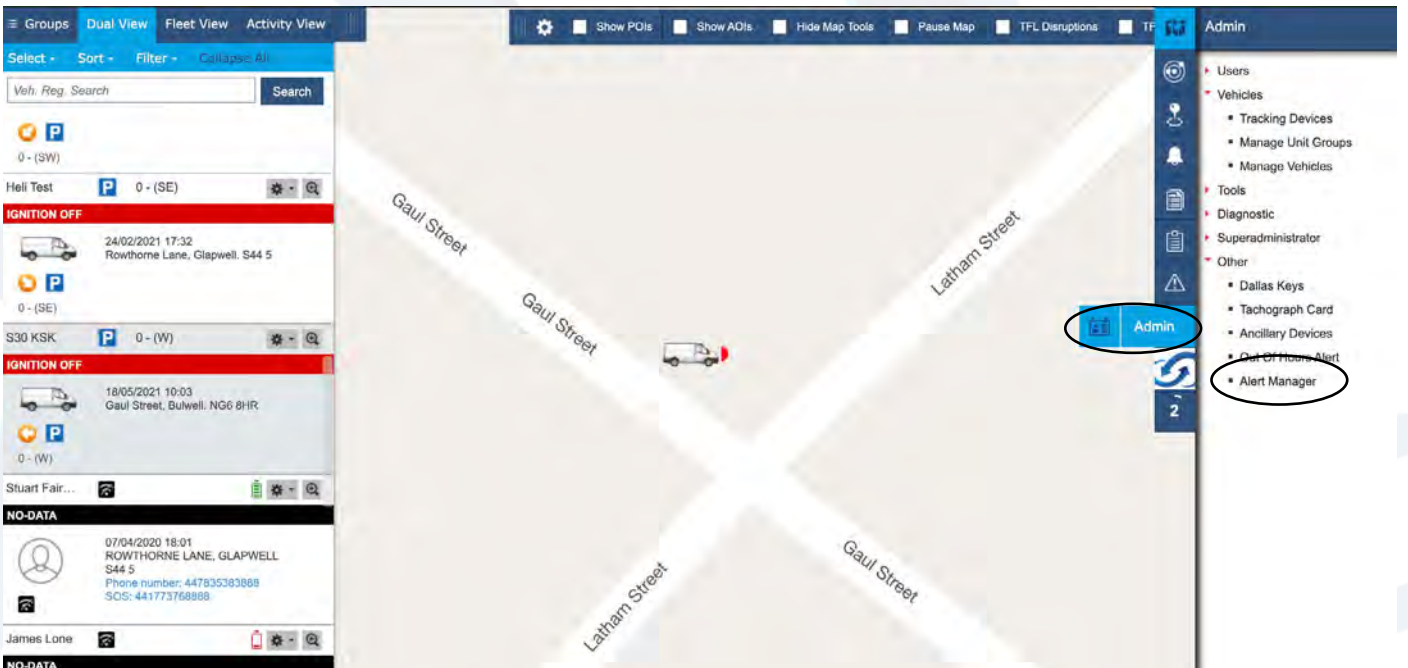 ≡ Groups
Dual View
Fleet View
Activity View
Select
Sort
Filter
Collapse All
Veh. Reg. Search
Search
P
0 - (SW)
Heli Test
P
0 - (SE)
IGNITION OFF
24/02/2021 17:32
Rowthorne Lane, Glapwell. S44 5
P
0 - (SE)
S30 KSK
P
0 - (W)
IGNITION OFF
18/05/2021 10:03
Gaul Street, Bulwell. NG6 8HR
P
0 - (W)
Stuart Fair...
NO-DATA
07/04/2020 18:01
ROWTHORNE LANE, GLAPWELL
S44 5
Phone number: 447835383868
SOS: 441773768868
James Lone
NO-DATA
Show POIs
Show AOIs
Hide Map Tools
Pause Map
TFL Disruptions
TF
Gaul Street
Gaul Street
Gaul Street
Latham Street
Latham Street
Admin
2
Admin
Users
Vehicles
Tracking Devices
Manage Unit Groups
Manage Vehicles
Tools
Diagnostic
Superadministrator
Other
Dallas Keys
Tachograph Card
Ancillary Devices
Out Of Hours Alert
Alert Manager